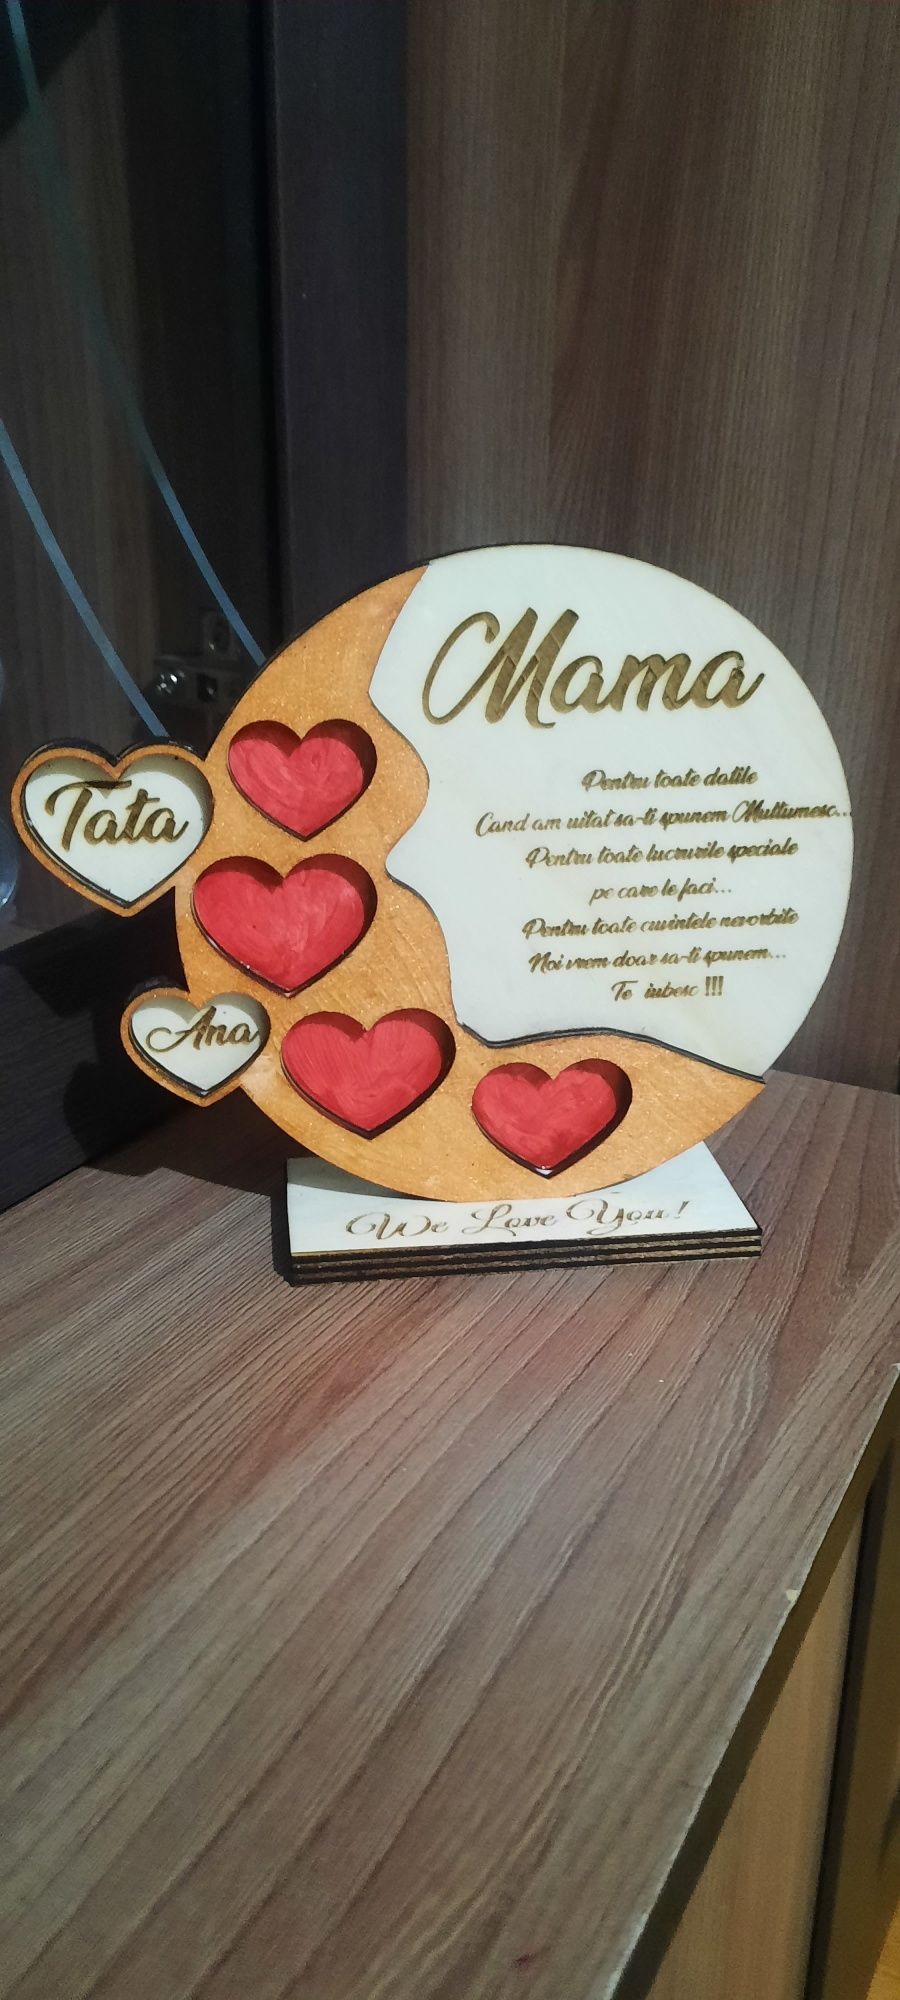 Mama
Pentru toate datile
Cand am uitat sa-ti spunem Multumesc...
Pentru toate lucrurile speciale
pe care le faci...
Pentru toate cuvintele nevorbite
Noi vrem doar sa-ti spunem...
Te iubesc !!!
Tata
Ana
We Love You!